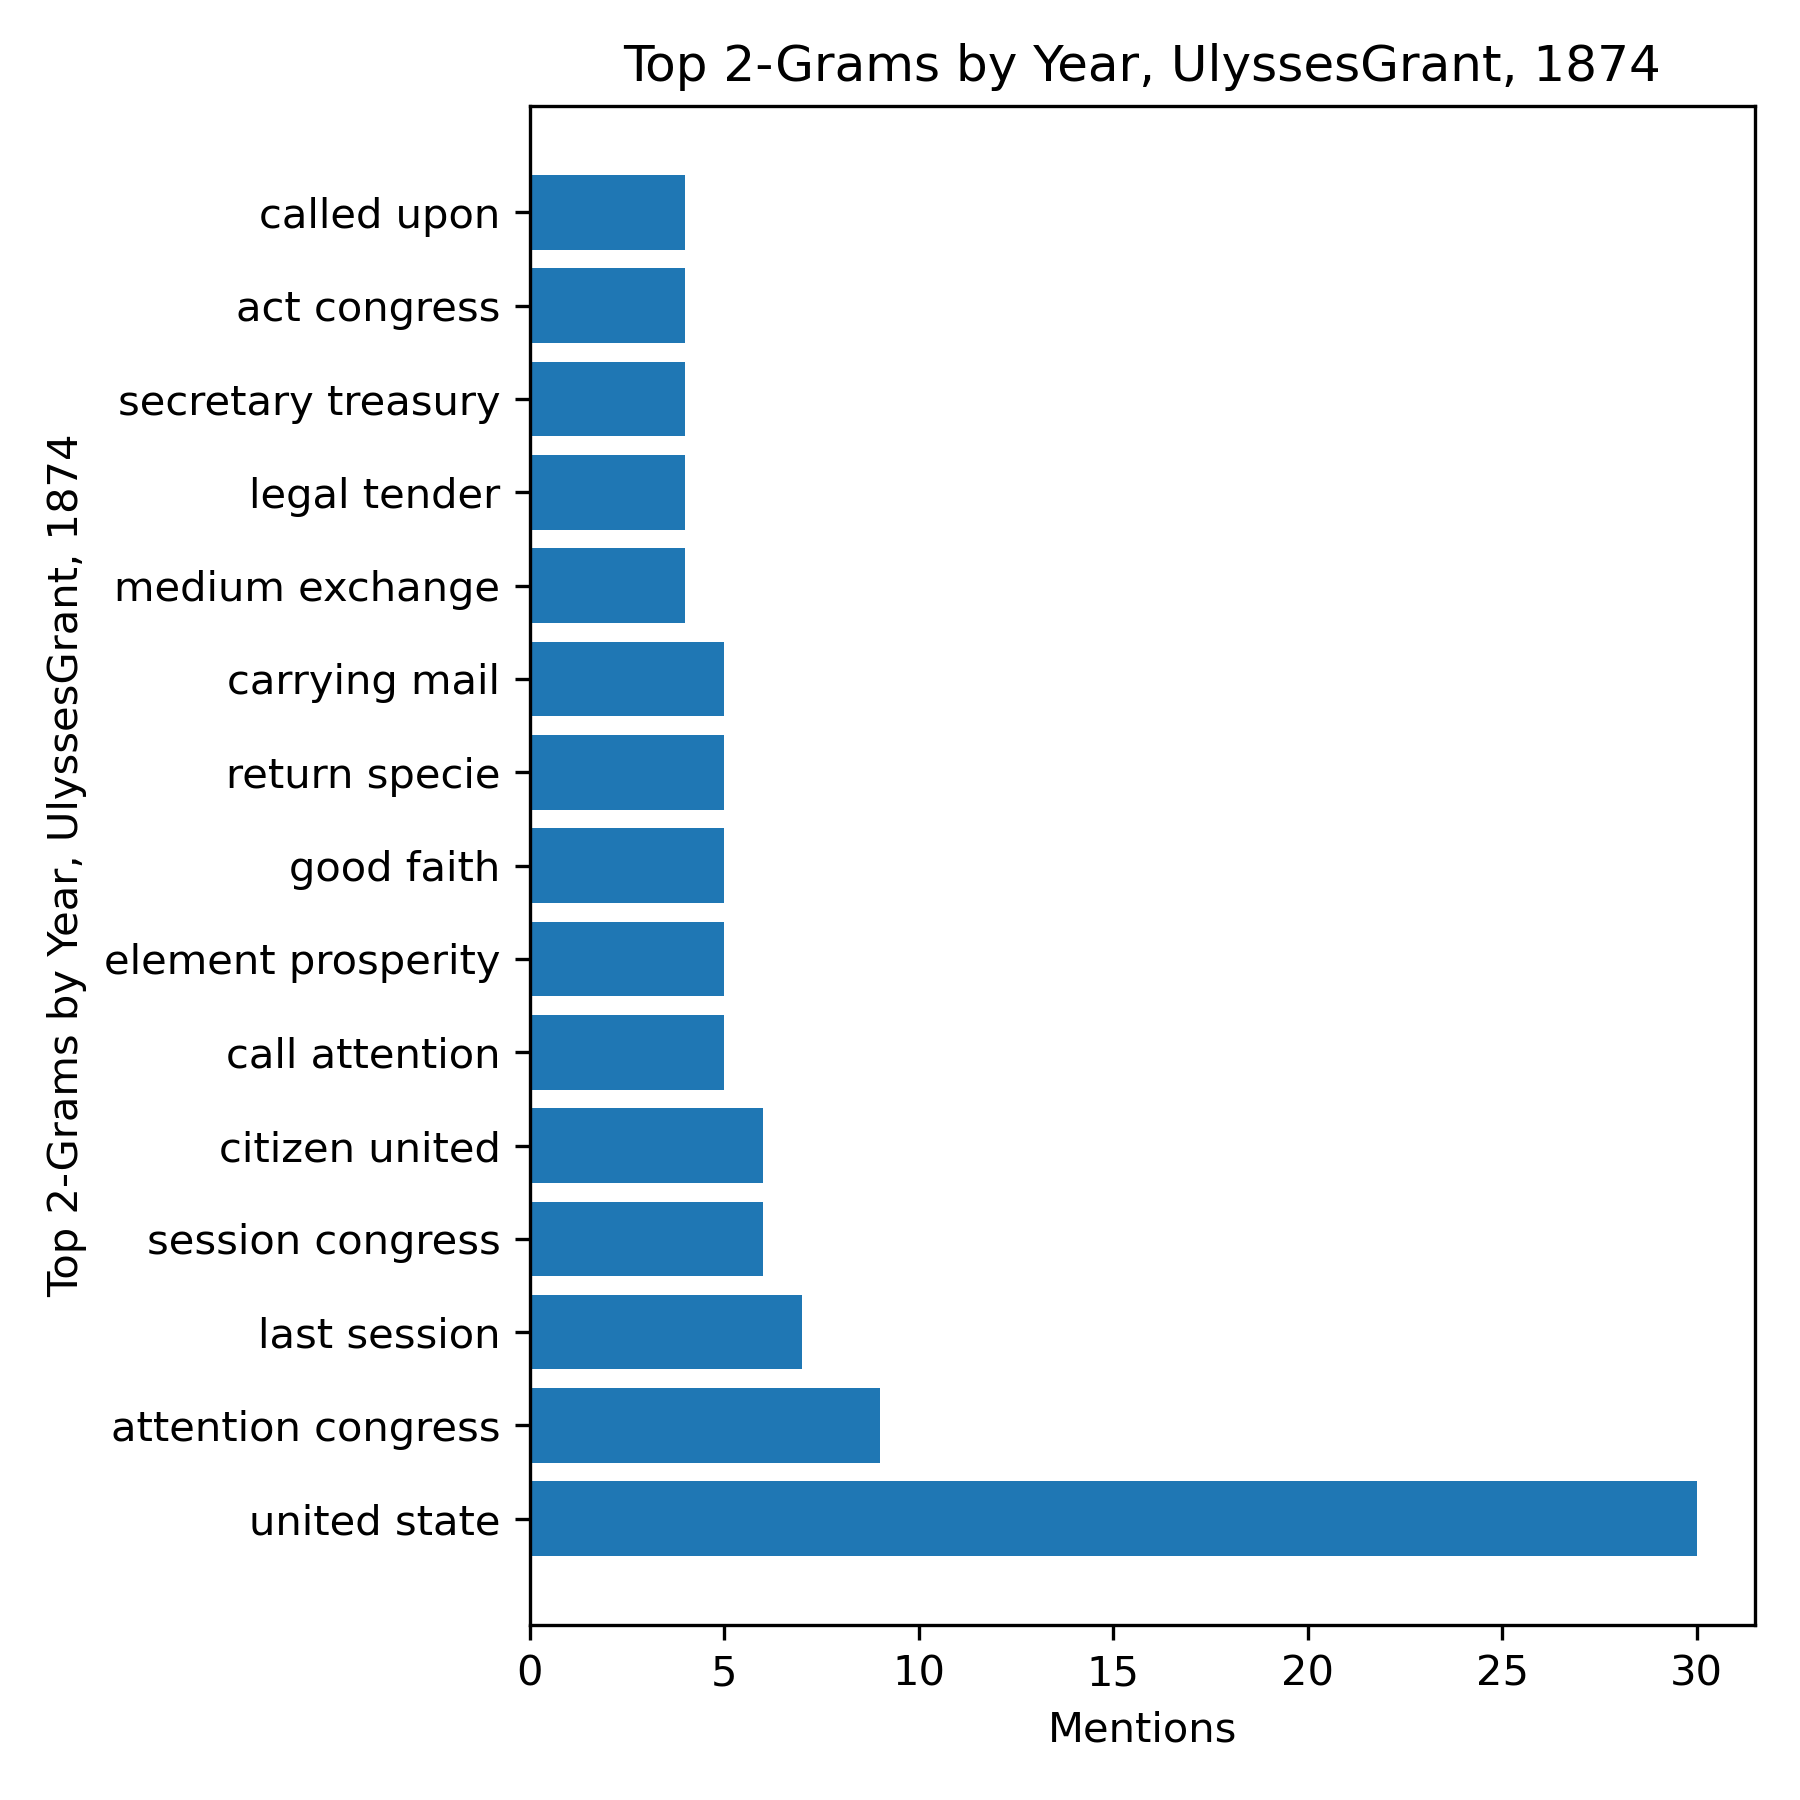 Top 2-Grams by Year, UlyssesGrant, 1874
Top 2-Grams by Year, UlyssesGrant, 1874
called upon
act congress
secretary treasury
legal tender
medium exchange
carrying mail
return specie
good faith
element prosperity
call attention
citizen united
session congress
last session
attention congress
united state
0 5 10 15 20 25 30
Mentions